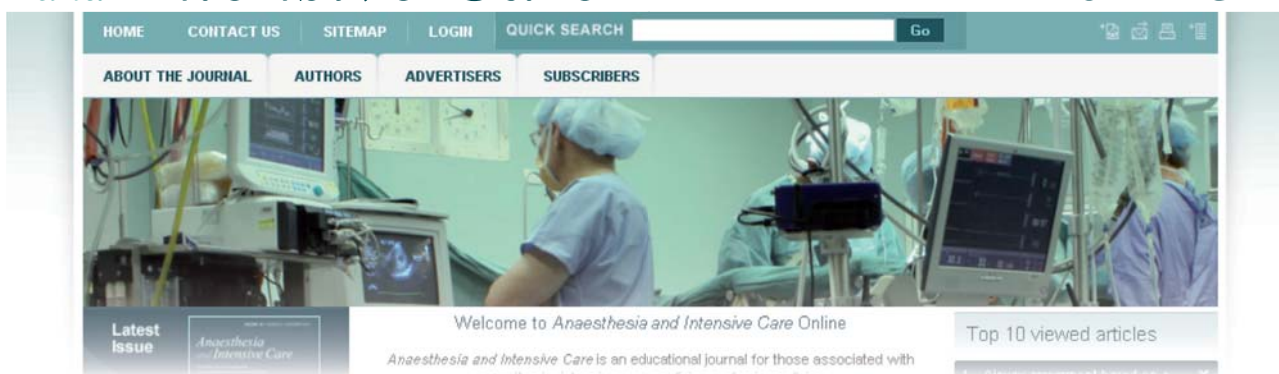 HOME CONTACT US SITEMAP LOGIN QUICK SEARCH Go
ABOUT THE JOURNAL AUTHORS ADVERTISERS SUBSCRIBERS
Latest
Issue
Anaesthesia
and Intensive Care
Welcome to Anaesthesia and Intensive Care Online
Anaesthesia and Intensive Care is an educational journal for those associated with
Top 10 viewed articles